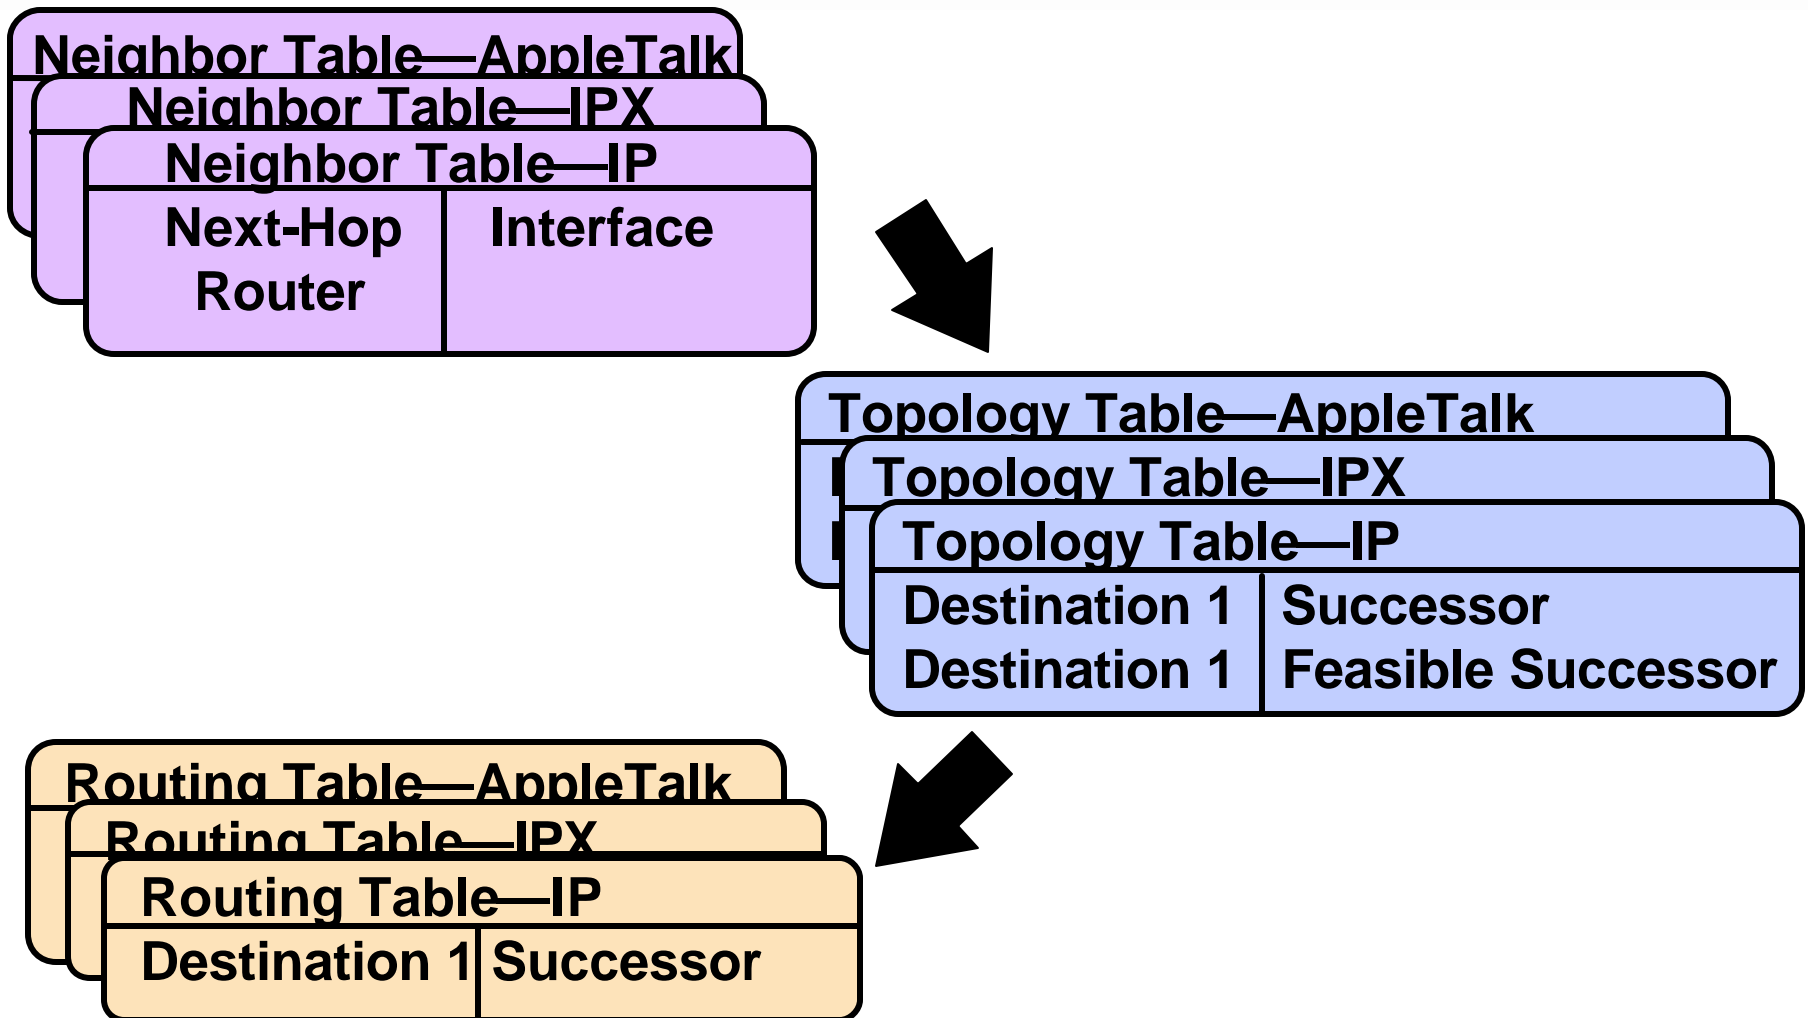 Neighbor Table—AppleTalk
Neighbor Table—IPX
Neighbor Table—IP
Next-Hop Interface
Router
Topology Table—AppleTalk
Topology Table—IPX
Topology Table—IP
Destination 1 Successor
Destination 1 Feasible Successor
Routing Table—AppleTalk
Routing Table—IPX
Routing Table—IP
Destination 1 Successor